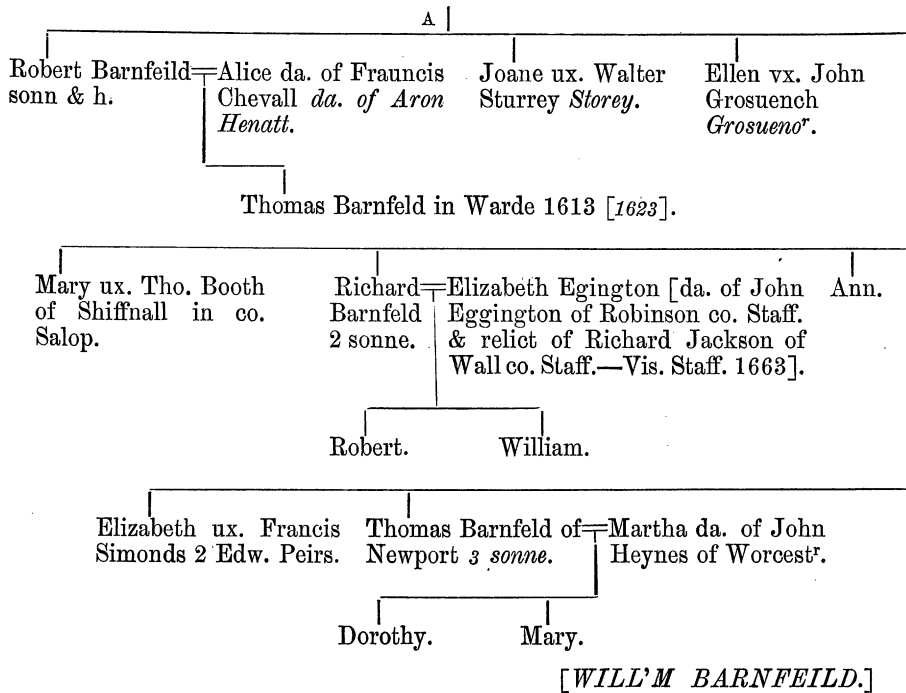 A
Robert Barnfeild
sonn & h.
Alice da. of Frauncis
Chevall da. of Aron
Henatt.
Joane ux. Walter
Sturrey Storey.
Ellen vx. John
Grosuench
Grosuenoʳ.
Thomas Barnfeld in Warde 1613 [1623].
Mary ux. Tho. Booth
of Shiffnall in co.
Salop.
Richard
Barnfeld
2 sonne.
Elizabeth Egington [da. of John
Eggington of Robinson co. Staff.
& relict of Richard Jackson of
Wall co. Staff.—Vis. Staff. 1663].
Ann.
Robert.
William.
Elizabeth ux. Francis
Simonds 2 Edw. Peirs.
Thomas Barnfeld of
Newport 3 sonne.
Martha da. of John
Heynes of Worcestʳ.
Dorothy.
Mary.
[WILL'M BARNFEILD.]